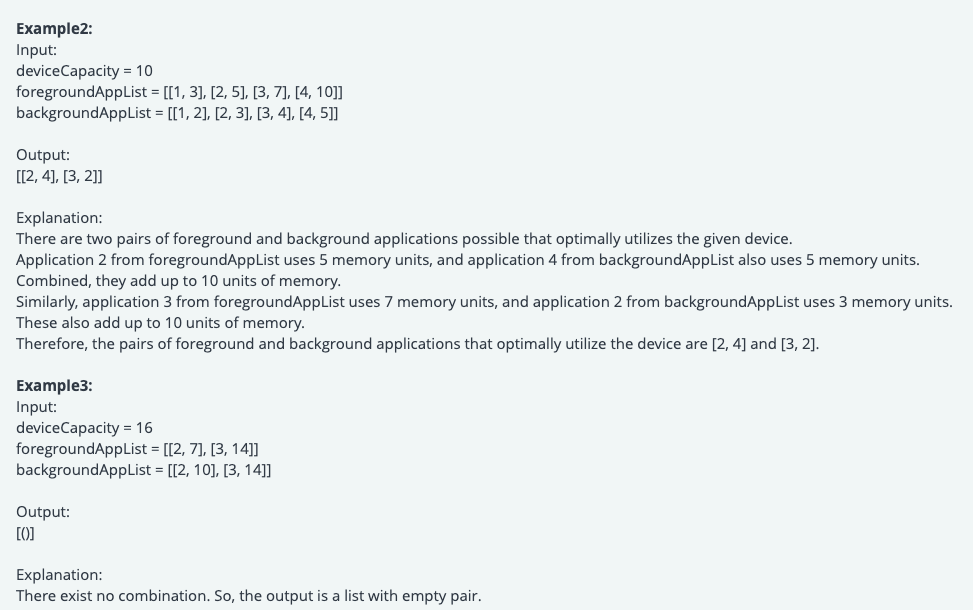 Example2:
Input:
deviceCapacity = 10
foregroundAppList = [[1, 3], [2, 5], [3, 7], [4, 10]]
backgroundAppList = [[1, 2], [2, 3], [3, 4], [4, 5]]
Output:
[[2, 4], [3, 2]]
Explanation:
There are two pairs of foreground and background applications possible that optimally utilizes the given device.
Application 2 from foregroundAppList uses 5 memory units, and application 4 from backgroundAppList also uses 5 memory units.
Combined, they add up to 10 units of memory.
Similarly, application 3 from foregroundAppList uses 7 memory units, and application 2 from backgroundAppList uses 3 memory units.
These also add up to 10 units of memory.
Therefore, the pairs of foreground and background applications that optimally utilize the device are [2, 4] and [3, 2].
Example3:
Input:
deviceCapacity = 16
foregroundAppList = [[2, 7], [3, 14]]
backgroundAppList = [[2, 10], [3, 14]]
Output:
[()]
Explanation:
There exist no combination. So, the output is a list with empty pair.